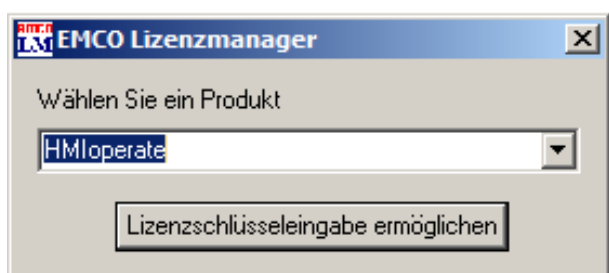 EMCO Lizenzmanager
Wählen Sie ein Produkt
HMIoperate
Lizenzschlüsseleingabe ermöglichen